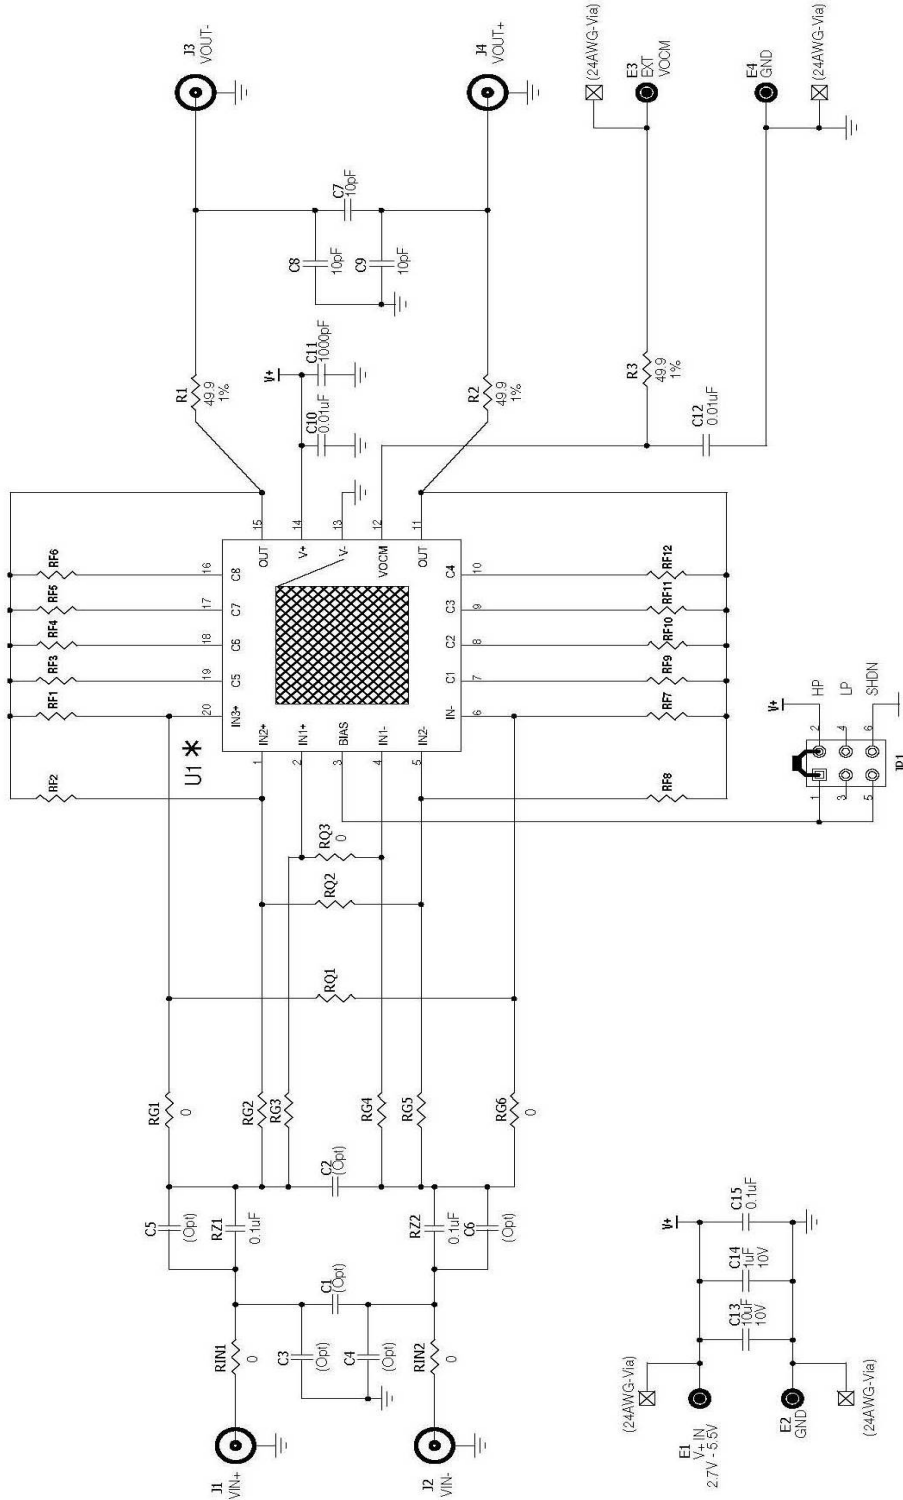 J1
VIN+
J2
VIN-
RIN1
0
RIN2
0
C3
(Opt)
C4
(Opt)
C1
(Opt)
C5
(Opt)
RZ1
0.1uF
RZ2
0.1uF
C6
(Opt)
C2
(Opt)
RG1
0
RG2
RG3
RG4
RG5
RG6
0
RQ1
RQ2
RQ3
0
RF2
RF1
RF3
RF4
RF5
RF6
RF8
RF7
RF9
RF10
RF11
RF12
U1 *
20
19
18
17
16
IN3+
C5
C6
C7
C8
1
IN2+
2
IN1+
3
BIAS
4
IN1-
5
IN2-
OUT
15
V+
14
V-
13
VOCM
12
OUT
11
IN-
C1
C2
C3
C4
6
7
8
9
10
V+
C10
0.01uF
C11
1000pF
R1
49.9
1%
R2
49.9
1%
C8
10pF
C9
10pF
C7
10pF
J3
VOUT-
J4
VOUT+
R3
49.9
1%
C12
0.01uF
(24AWG-Via)
E3
EXT
VOCM
E4
GND
(24AWG-Via)
V+
1
2
HP
3
4
LP
5
6
SHDN
JP1
(24AWG-Via)
E1
V+ IN
2.7V - 5.5V
E2
GND
(24AWG-Via)
C13
10uF
10V
C14
1uF
10V
C15
0.1uF
V+